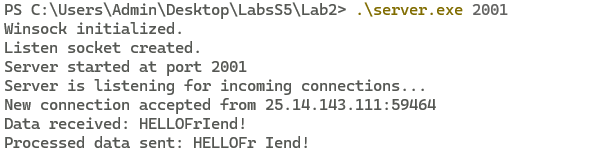 PS C:\Users\Admin\Desktop\LabsS5\Lab2> .\server.exe 2001
Winsock initialized.
Listen socket created.
Server started at port 2001
Server is listening for incoming connections...
New connection accepted from 25.14.143.111:59464
Data received: HELLOFrIend!
Processed data sent: HELLOFr Iend!